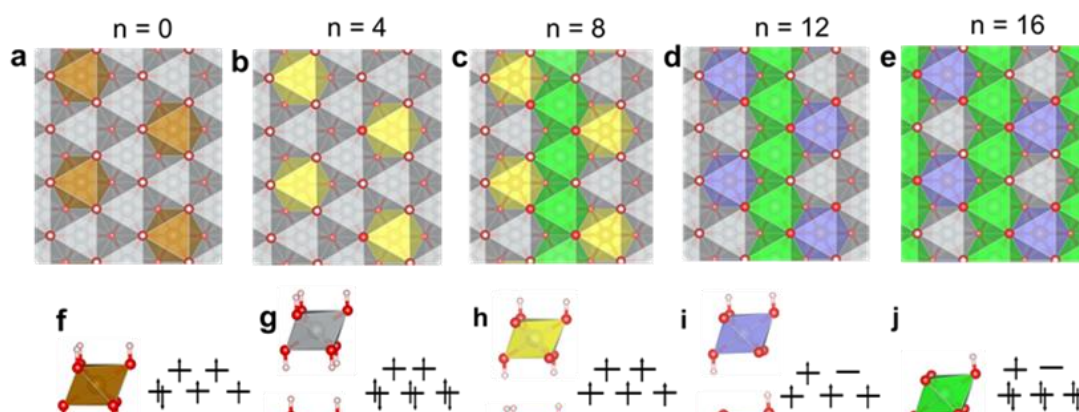 n = 0 n = 4 n = 8 n = 12 n = 16
a b c d e
f g h i j